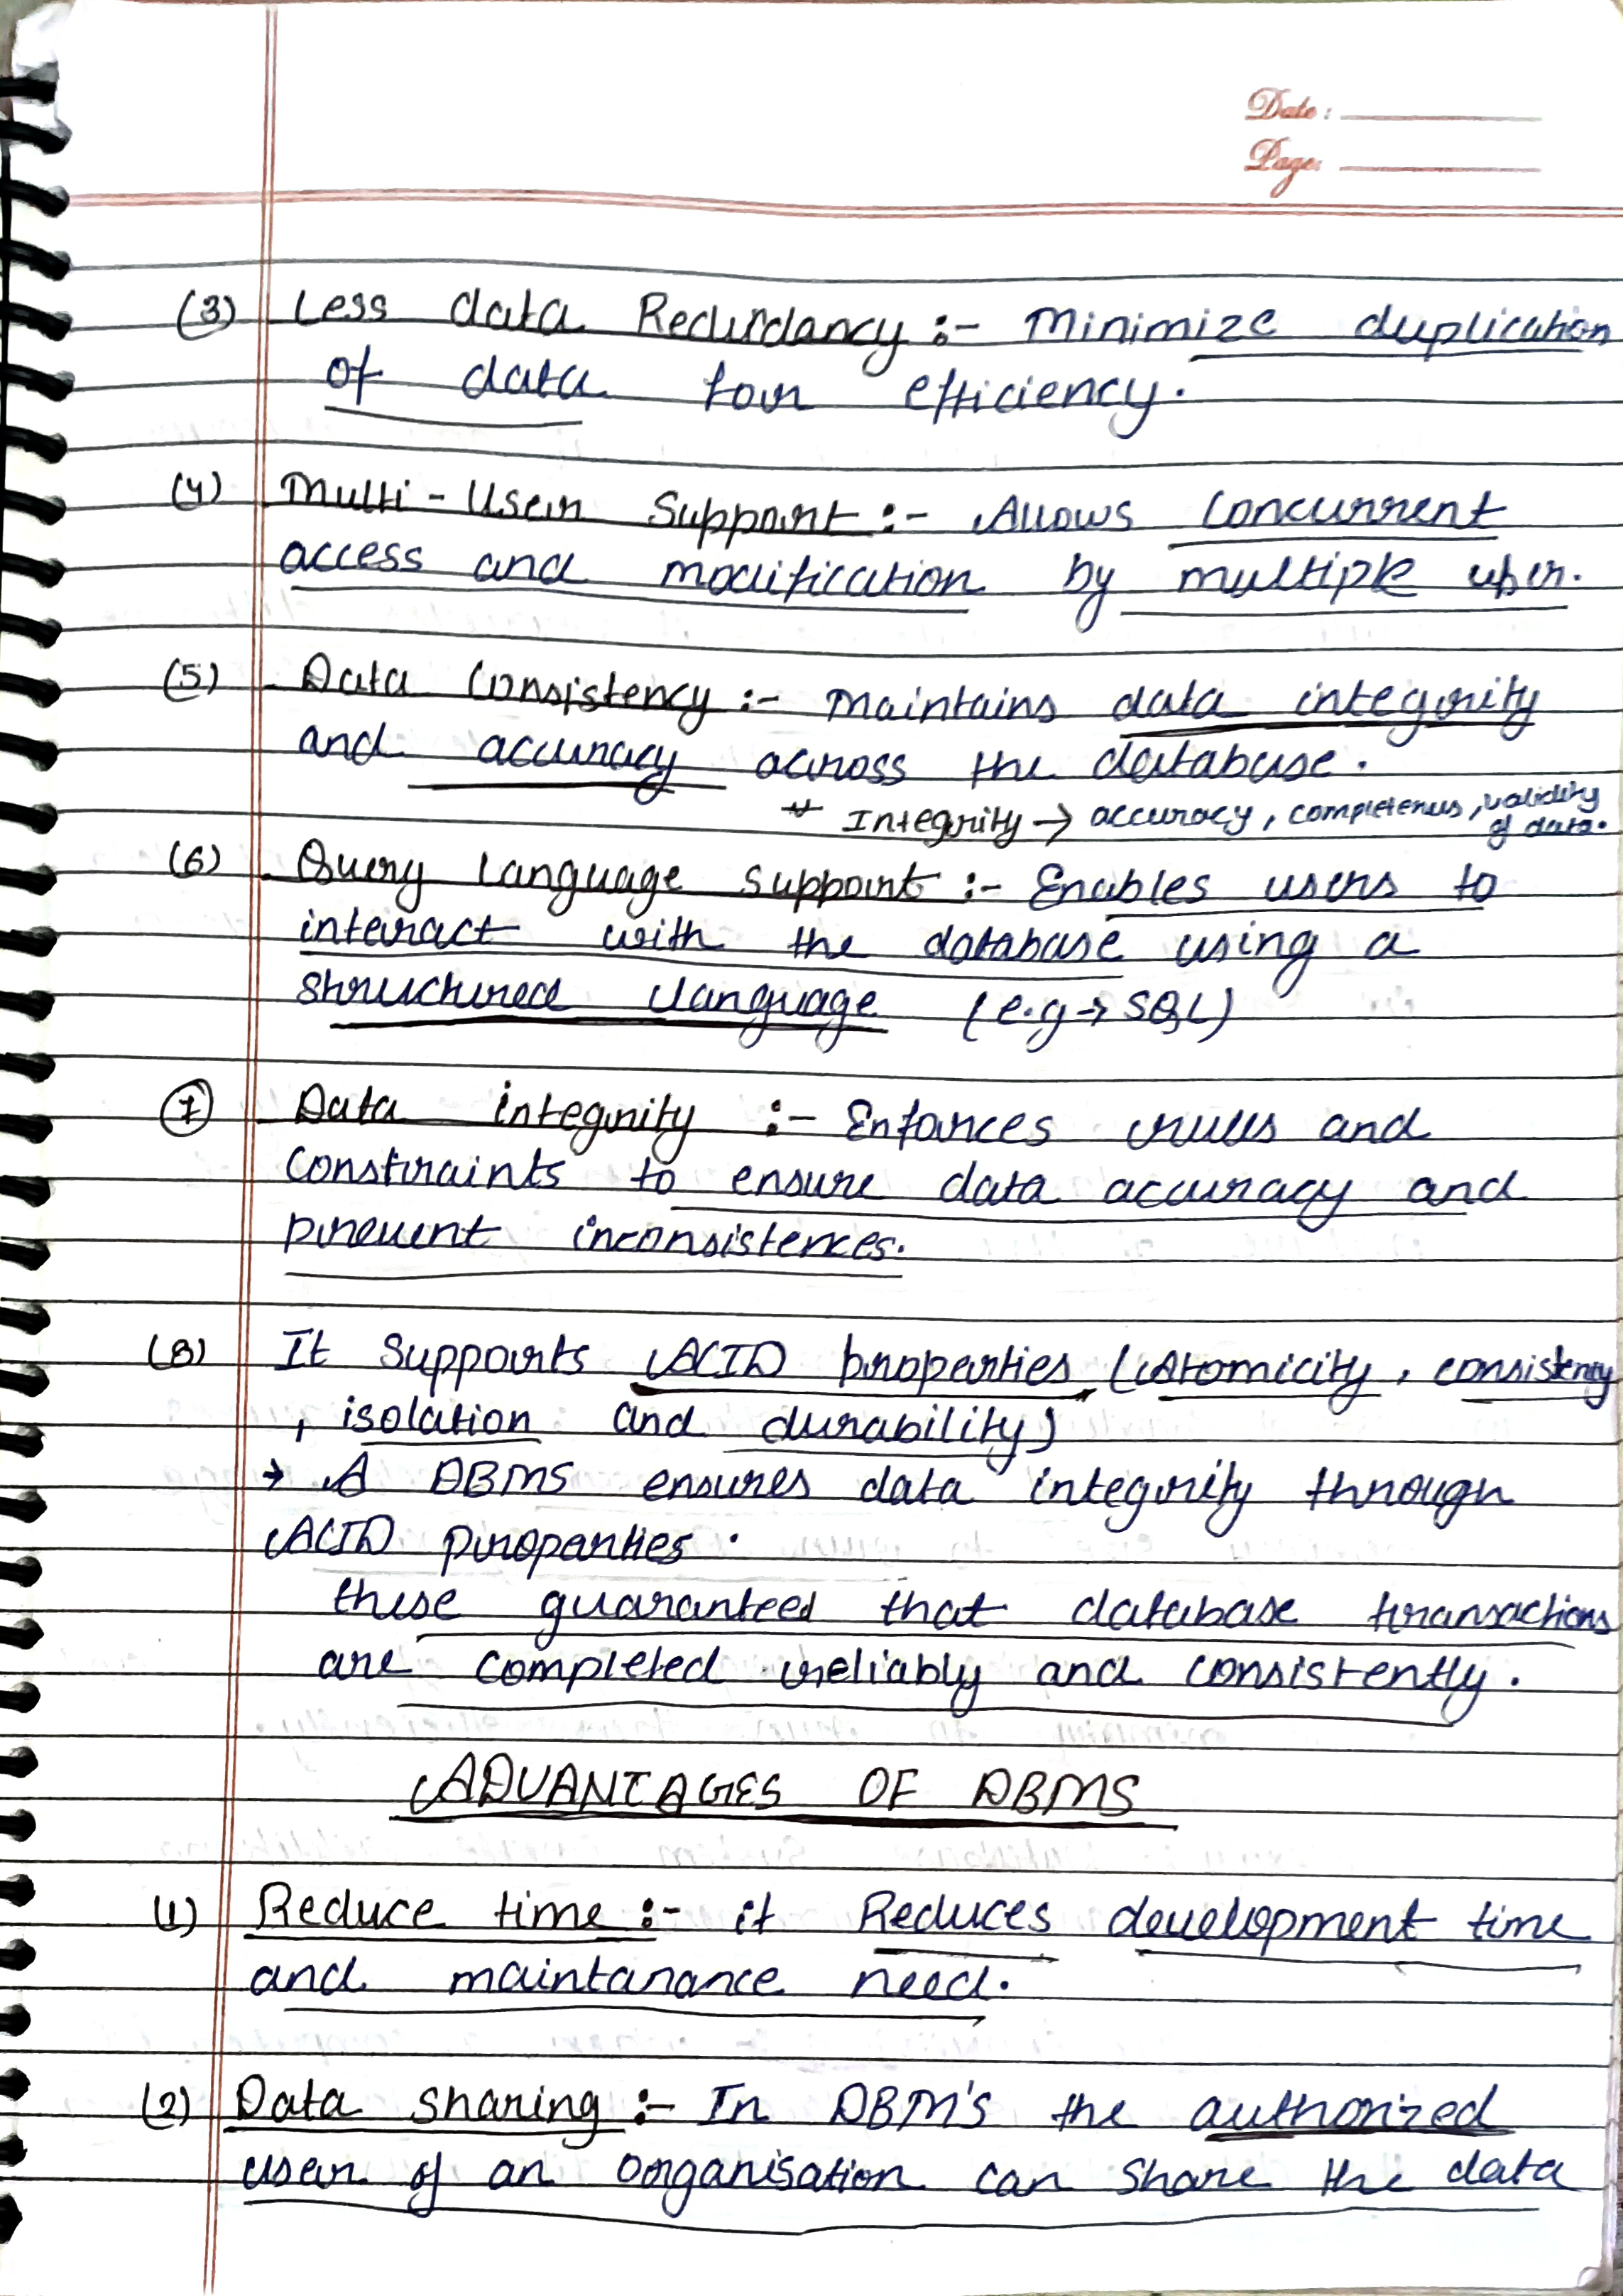 Date :
Page:
(3) Less data Redundancy :- Minimize duplication
of data for efficiency.
(4) Multi - User Support :- Allows concurrent
access and modification by multiple user.
(5) Data Consistency :- Maintains data integrity
and accuracy across the database.
* Integrity → accuracy, completeness, validity
of data.
(6) Query language support :- Enables users to
interact with the database using a
structured language (e.g → SQL)
(7) Data integrity :- Enforces rules and
constraints to ensure data accuracy and
prevent inconsistences.
(8) It supports ACID properties (Atomicity, consistency
, isolation and durability)
→ A DBMS ensures data integrity through
ACID properties.
these guaranteed that database transactions
are completed reliably and consistently.
ADVANTAGES OF DBMS
(1) Reduce time :- it Reduces development time
and maintanance need.
(2) Data sharing :- In DBM's the authorized
user of an organisation can share the data